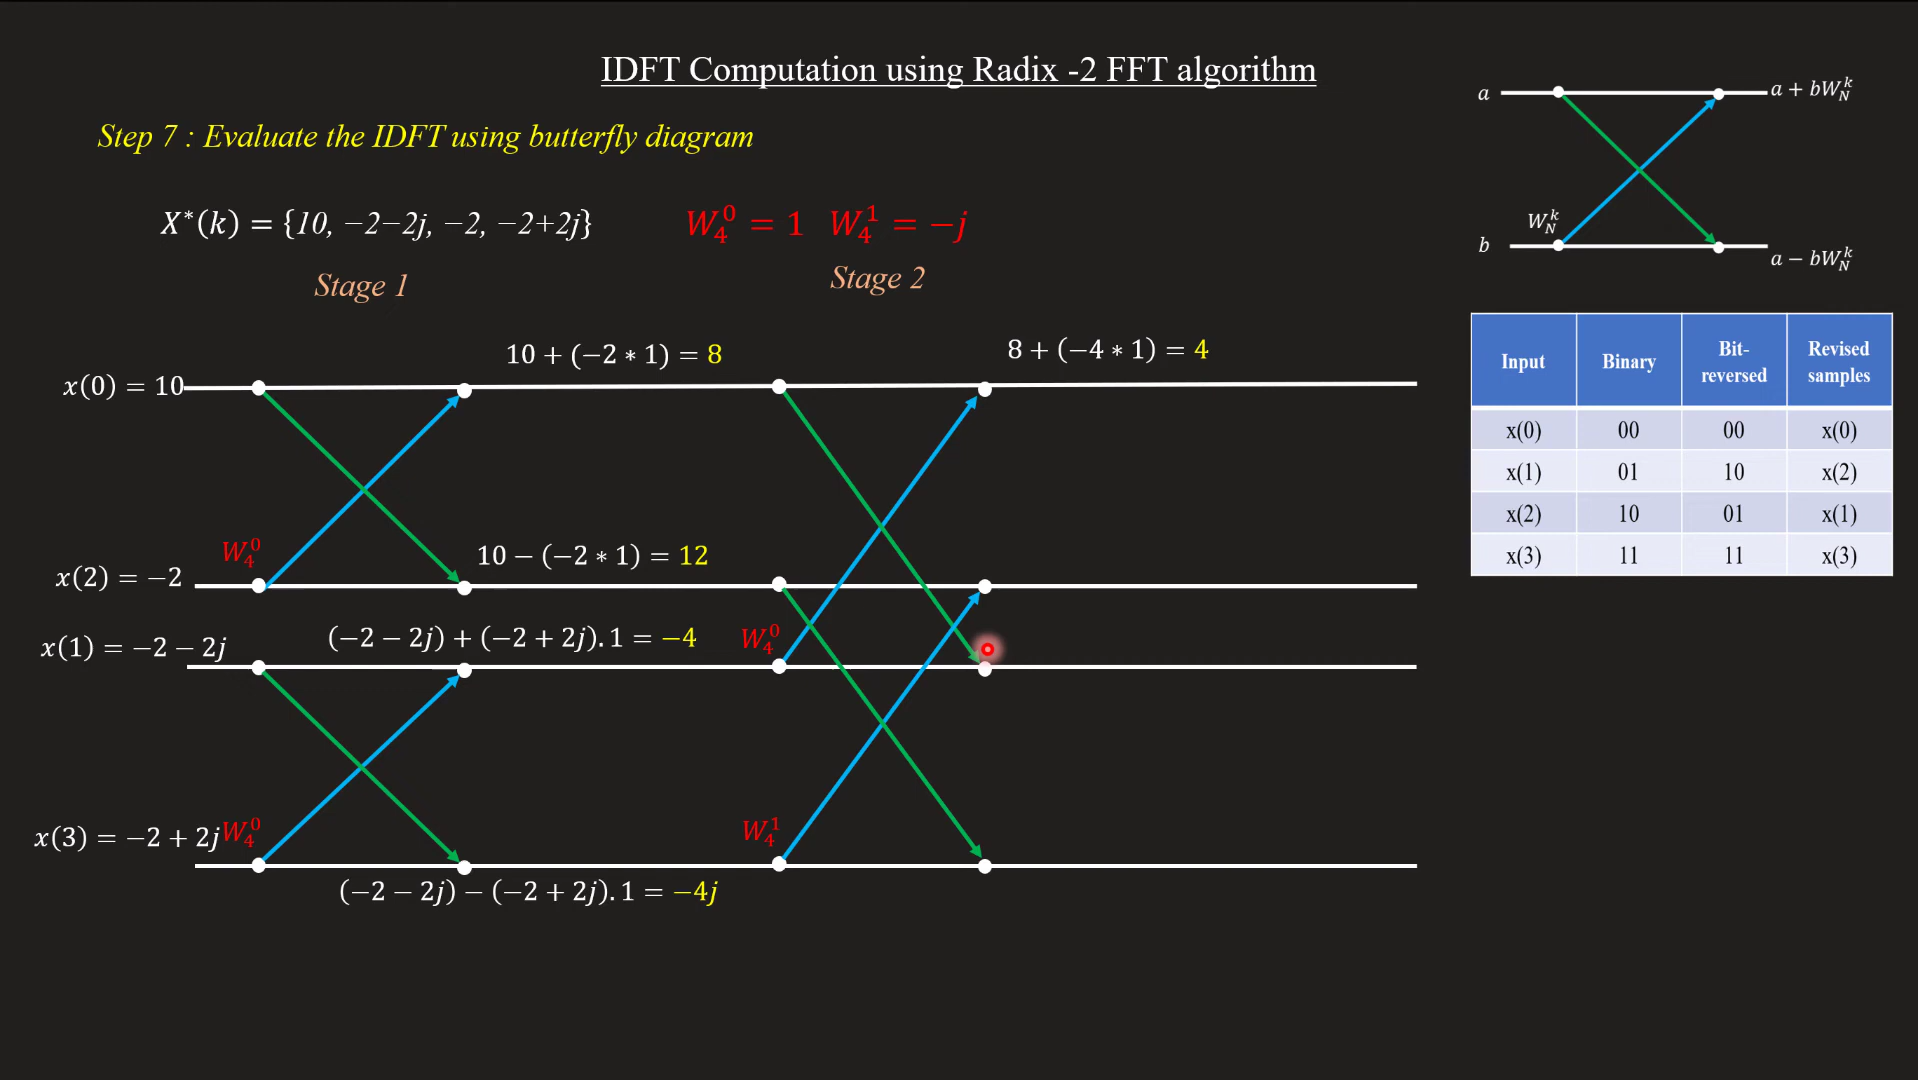 IDFT Computation using Radix -2 FFT algorithm
Step 7 : Evaluate the IDFT using butterfly diagram
X*(k) = {10, −2−2j, −2, −2+2j}
W₄⁰ = 1 W₄¹ = −j
Stage 1
Stage 2
a
a + bW_N^k
W_N^k
b
a − bW_N^k
10 + (−2 ∗ 1) = 8
8 + (−4 ∗ 1) = 4
x(0) = 10
W₄⁰
10 − (−2 ∗ 1) = 12
x(2) = −2
x(1) = −2 − 2j
(−2 − 2j) + (−2 + 2j). 1 = −4
W₄⁰
x(3) = −2 + 2j
W₄⁰
W₄¹
(−2 − 2j) − (−2 + 2j). 1 = −4j
Input Binary Bit-reversed Revised samples
x(0) 00 00 x(0)
x(1) 01 10 x(2)
x(2) 10 01 x(1)
x(3) 11 11 x(3)